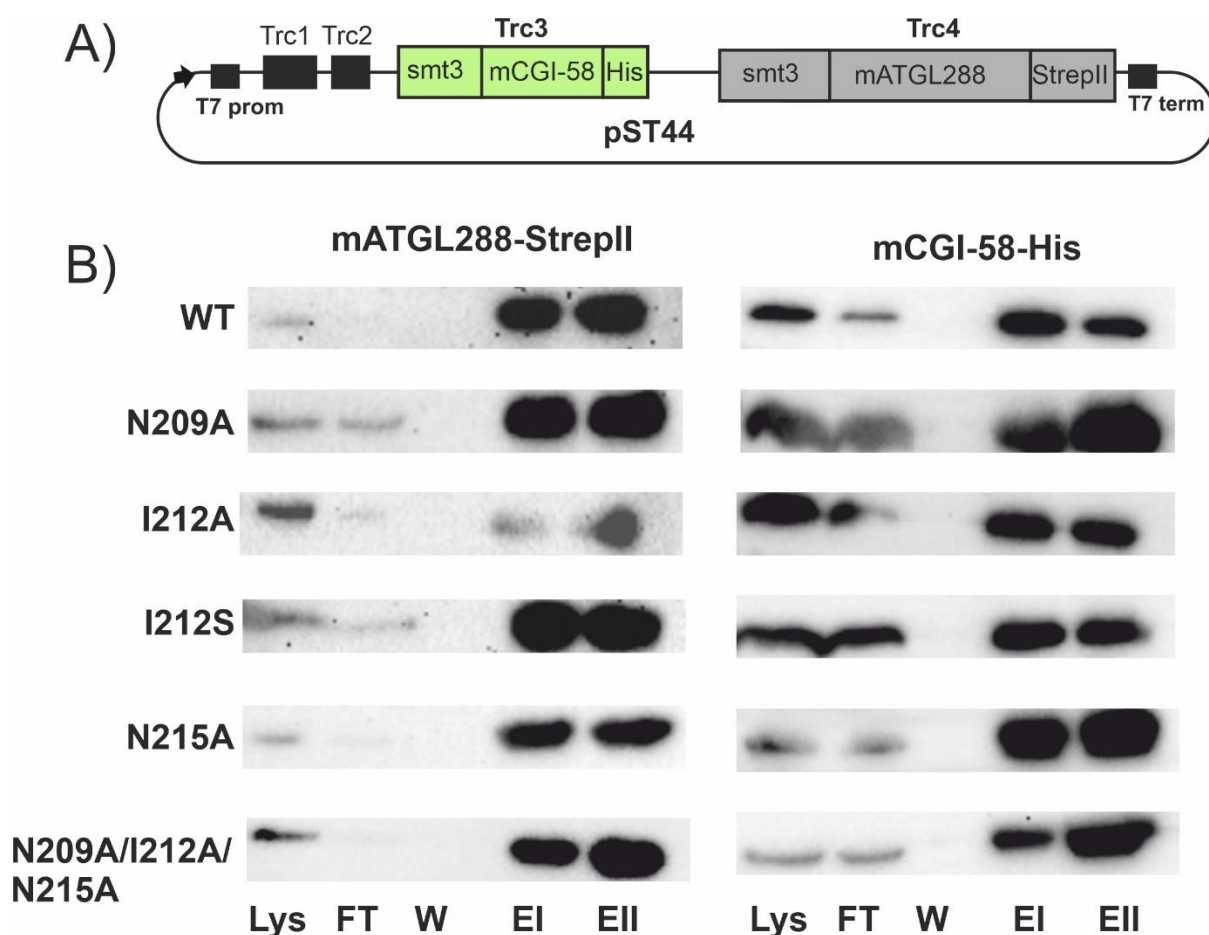 A)
Trc1 Trc2 Trc3 Trc4
smt3 mCGI-58 His smt3 mATGL288 StrepII
T7 prom T7 term
pST44
B)
mATGL288-StrepII mCGI-58-His
WT
N209A
I212A
I212S
N215A
N209A/I212A/
N215A
Lys FT W EI EII Lys FT W EI EII